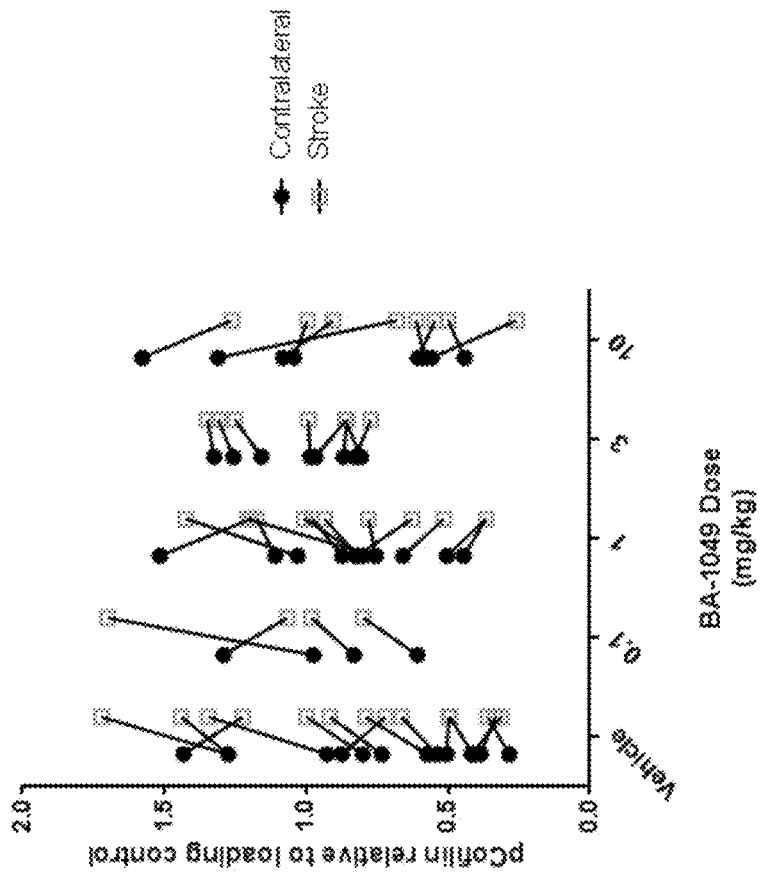 Contralateral
Stroke
pCofilin relative to loading control
2.0
1.5
1.0
0.5
0.0
Vehicle
0.1
1
3
10
BA-1049 Dose
(mg/kg)